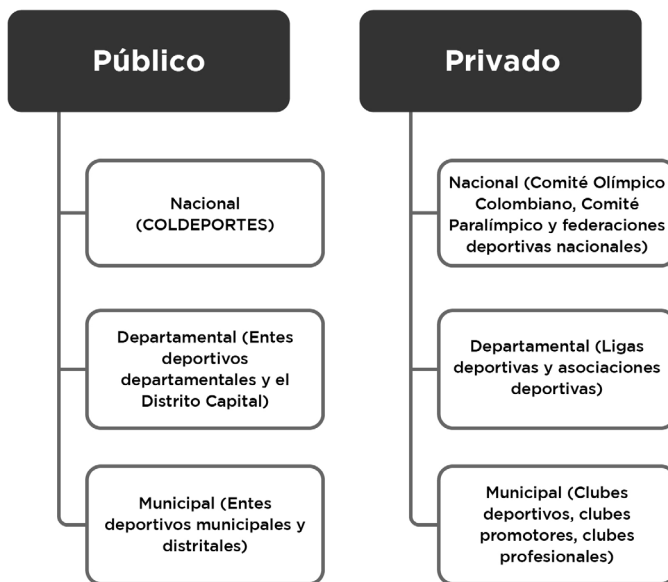 Público
Nacional
(COLDEPORTES)
Departamental (Entes
deportivos
departamentales y el
Distrito Capital)
Municipal (Entes
deportivos municipales y
distritales)
Privado
Nacional (Comité Olímpico
Colombiano, Comité
Paralímpico y federaciones
deportivas nacionales)
Departamental (Ligas
deportivas y asociaciones
deportivas)
Municipal (Clubes
deportivos, clubes
promotores, clubes
profesionales)